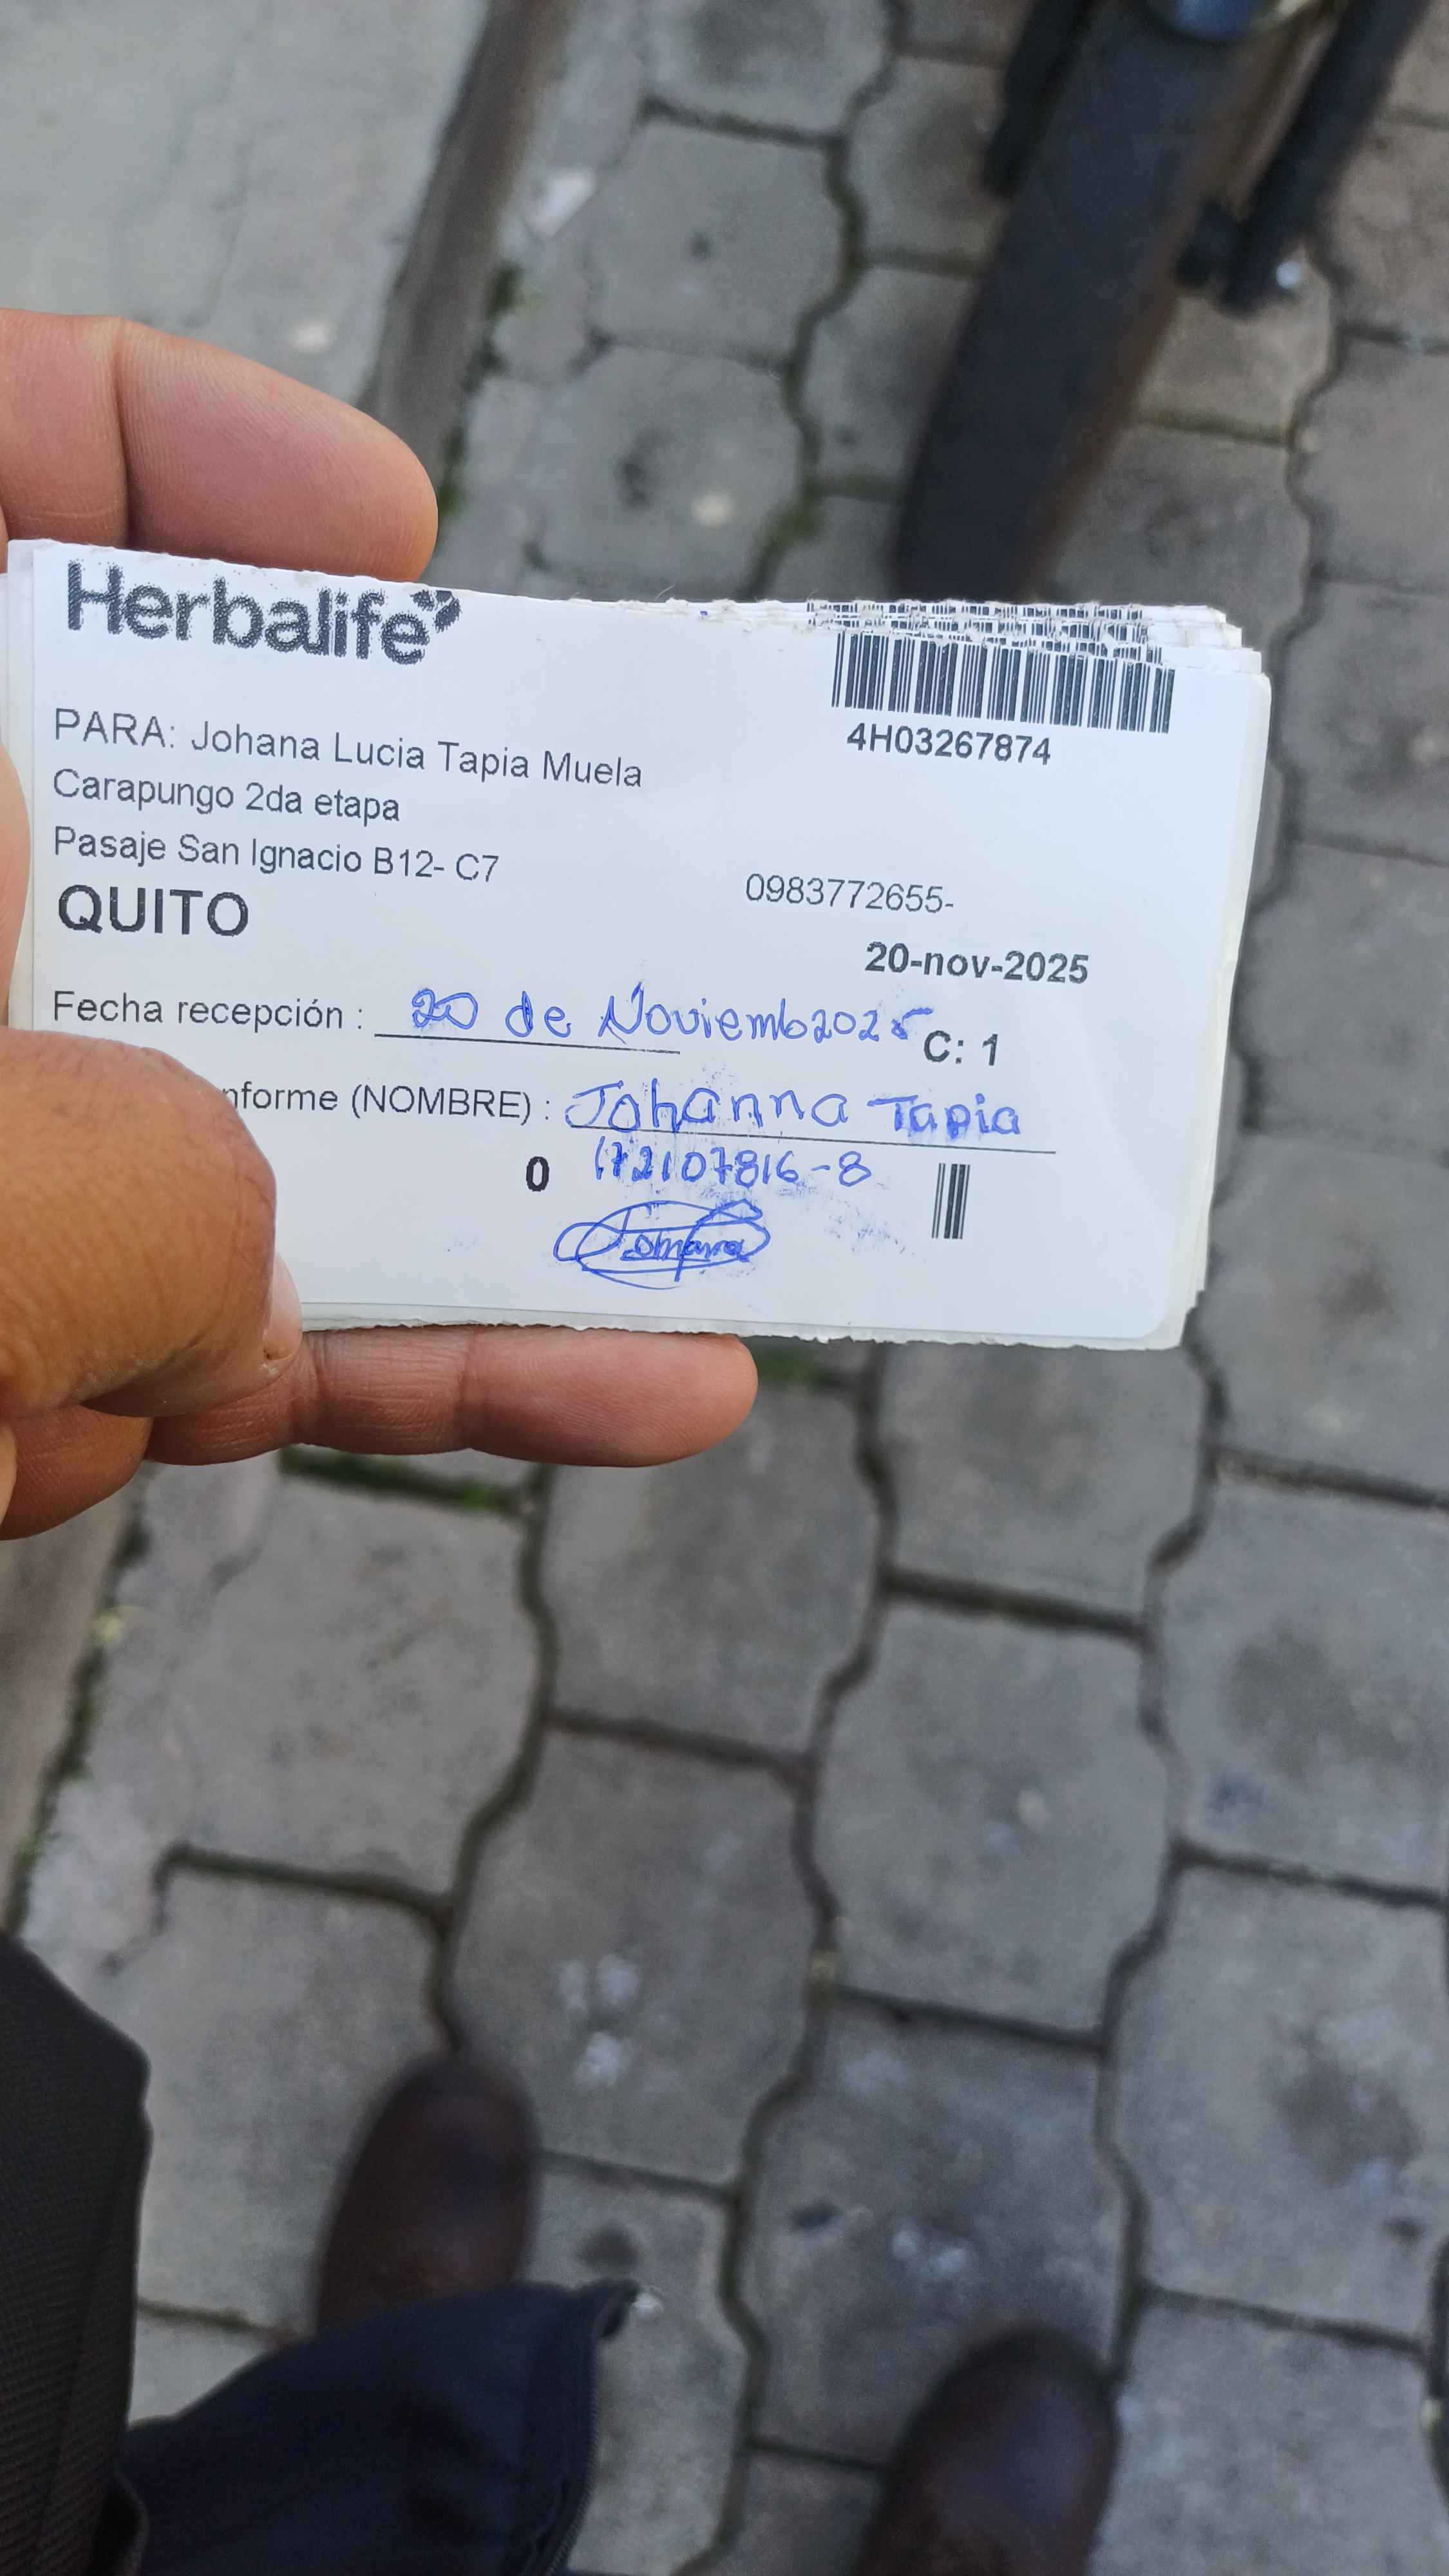 Herbalife
4H03267874
PARA: Johana Lucia Tapia Muela
Carapungo 2da etapa
Pasaje San Ignacio B12- C7
0983772655-
QUITO
20-nov-2025
Fecha recepción : 20 de Noviemb2025 C: 1
nforme (NOMBRE) : Johanna Tapia
0 172107816-8